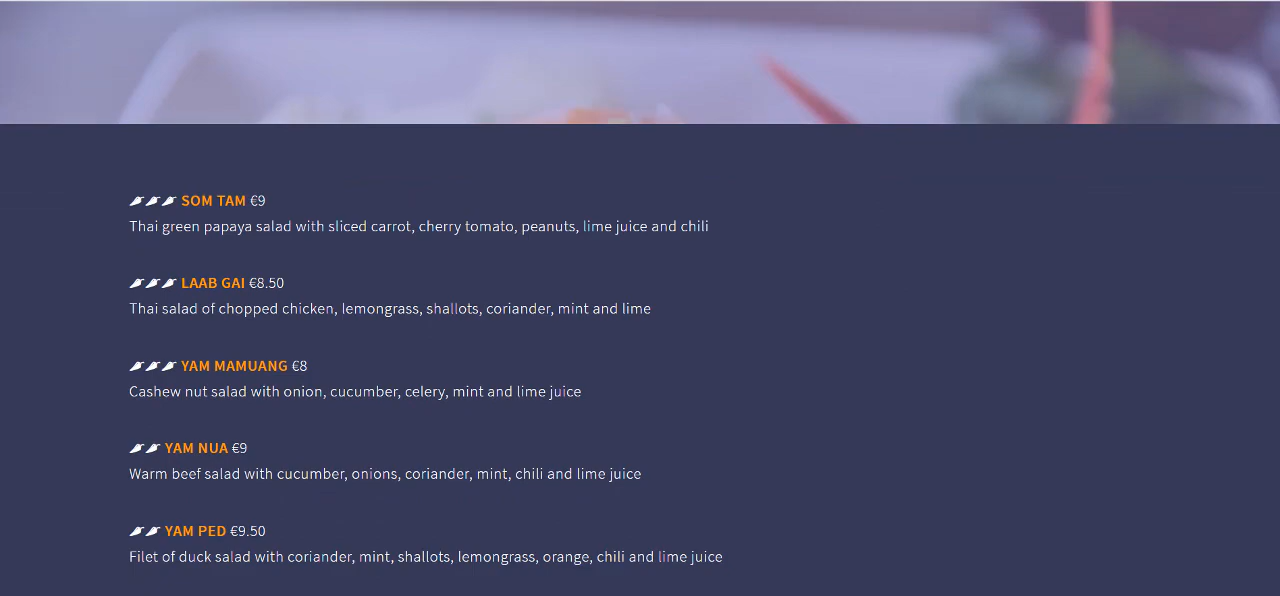 SOM TAM €9
Thai green papaya salad with sliced carrot, cherry tomato, peanuts, lime juice and chili
LAAB GAI €8.50
Thai salad of chopped chicken, lemongrass, shallots, coriander, mint and lime
YAM MAMUANG €8
Cashew nut salad with onion, cucumber, celery, mint and lime juice
YAM NUA €9
Warm beef salad with cucumber, onions, coriander, mint, chili and lime juice
YAM PED €9.50
Filet of duck salad with coriander, mint, shallots, lemongrass, orange, chili and lime juice